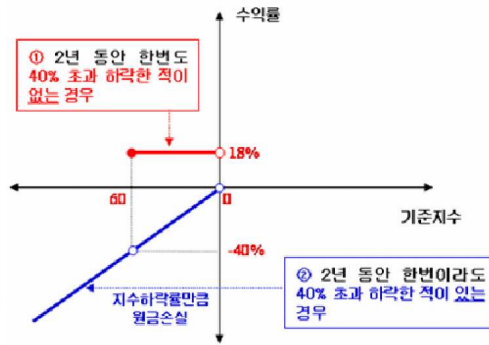 수익률
① 2년 동안 한번도
40% 초과 하락한 적이
없는 경우
60
0
기준지수
-40%
② 2년 동안 한번이라도
40% 초과 하락한 적이 있는
경우
지수하락률만큼
원금손실